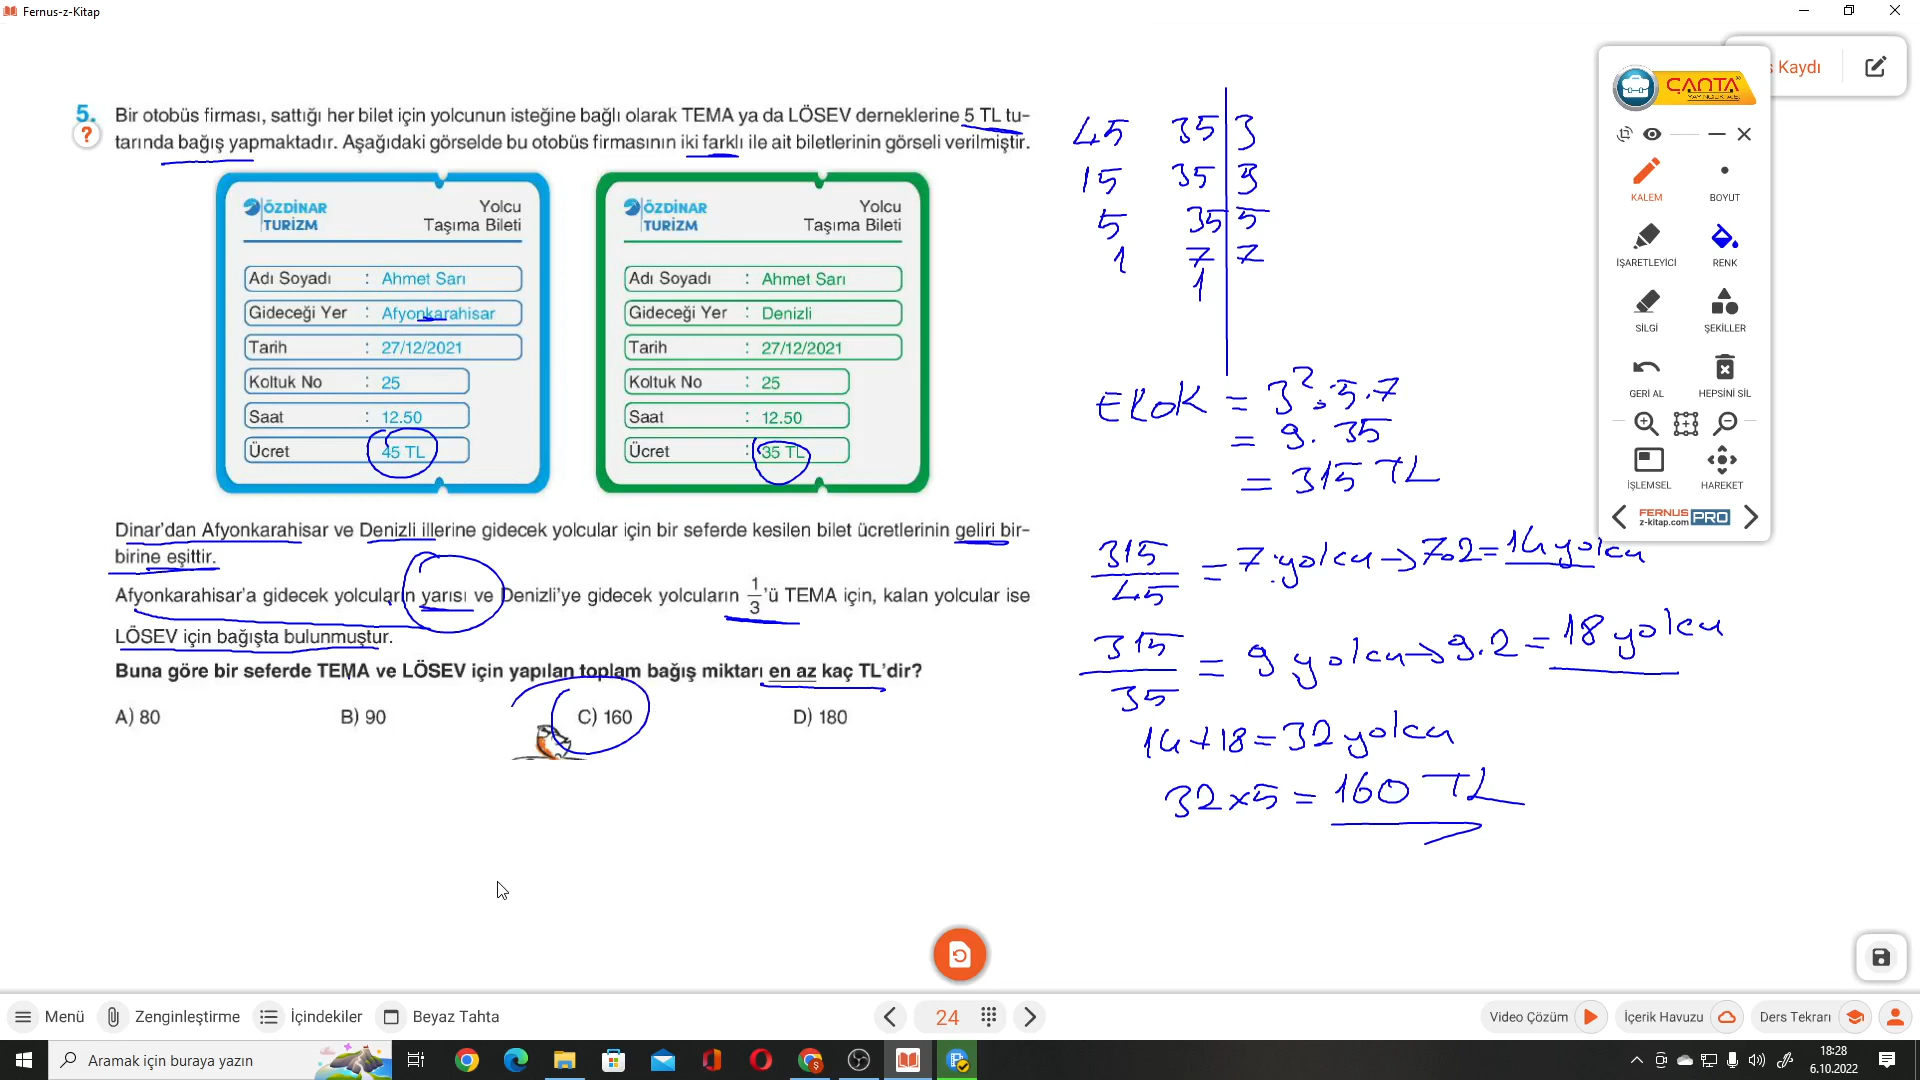 Fernus-z-Kitap
5.
?
Bir otobüs firması, sattığı her bilet için yolcunun isteğine bağlı olarak TEMA ya da LÖSEV derneklerine 5 TL tu-
tarında bağış yapmaktadır. Aşağıdaki görselde bu otobüs firmasının iki farklı ile ait biletlerinin görseli verilmiştir.
ÖZDİNAR
TURİZM
Yolcu
Taşıma Bileti
Adı Soyadı : Ahmet Sarı
Gideceği Yer : Afyonkarahisar
Tarih : 27/12/2021
Koltuk No : 25
Saat : 12.50
Ücret : 45 TL
ÖZDİNAR
TURİZM
Yolcu
Taşıma Bileti
Adı Soyadı : Ahmet Sarı
Gideceği Yer : Denizli
Tarih : 27/12/2021
Koltuk No : 25
Saat : 12.50
Ücret : 35 TL
Dinar'dan Afyonkarahisar ve Denizli illerine gidecek yolcular için bir seferde kesilen bilet ücretlerinin geliri bir-
birine eşittir.
Afyonkarahisar'a gidecek yolcuların yarısı ve Denizli'ye gidecek yolcuların 1/3'ü TEMA için, kalan yolcular ise
LÖSEV için bağışta bulunmuştur.
Buna göre bir seferde TEMA ve LÖSEV için yapılan toplam bağış miktarı en az kaç TL'dir?
A) 80 B) 90 C) 160 D) 180
45 35 3
15 35 3
5 35 5
1 7 7
1
EKOK = 3².5.7
= 9.35
= 315 TL
315/45 = 7 yolcu → 7.2 = 14 yolcu
315/35 = 9 yolcu → 9.2 = 18 yolcu
14+18=32 yolcu
32x5 = 160 TL
s Kaydı
ÇANTA
YAYINCILIK A.Ş.
KALEM BOYUT
İŞARETLEYİCİ RENK
SİLGİ ŞEKİLLER
GERİ AL HEPSİNİ SİL
İŞLEMSEL HAREKET
FERNUS
z-kitap.com PRO
Menü Zenginleştirme İçindekiler Beyaz Tahta 24 Video Çözüm İçerik Havuzu Ders Tekrarı
Aramak için buraya yazın
18:28
6.10.2022